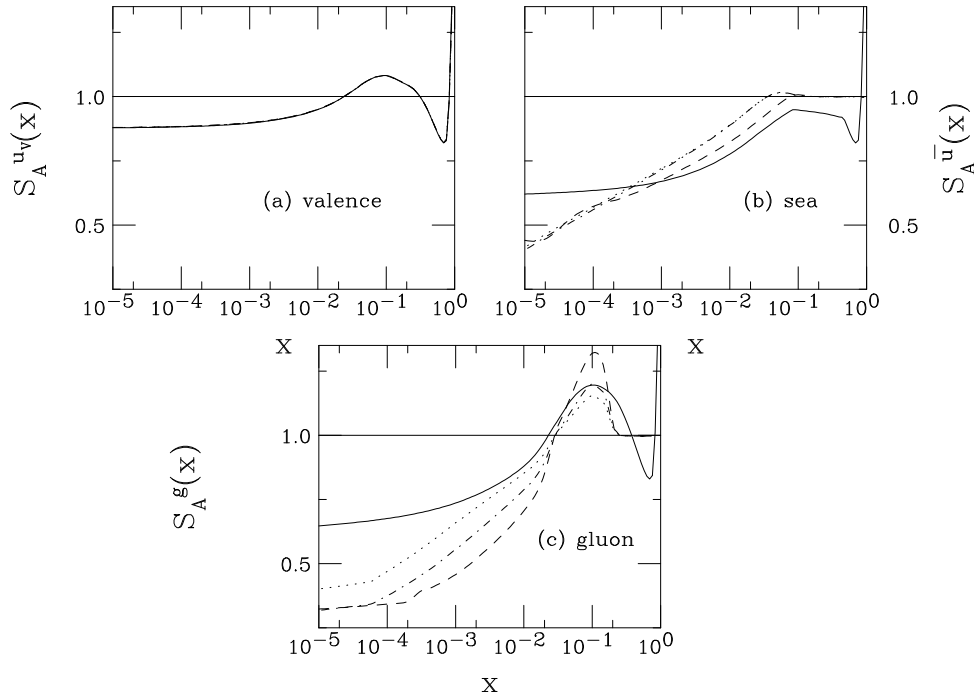 S_A^{u_v}(x)
1.0
0.5
(a) valence
10^{-5} 10^{-4} 10^{-3} 10^{-2} 10^{-1} 10^0
x
S_A^{ū}(x)
1.0
0.5
(b) sea
10^{-5} 10^{-4} 10^{-3} 10^{-2} 10^{-1} 10^0
x
S_A^g(x)
1.0
0.5
(c) gluon
10^{-5} 10^{-4} 10^{-3} 10^{-2} 10^{-1} 10^0
x